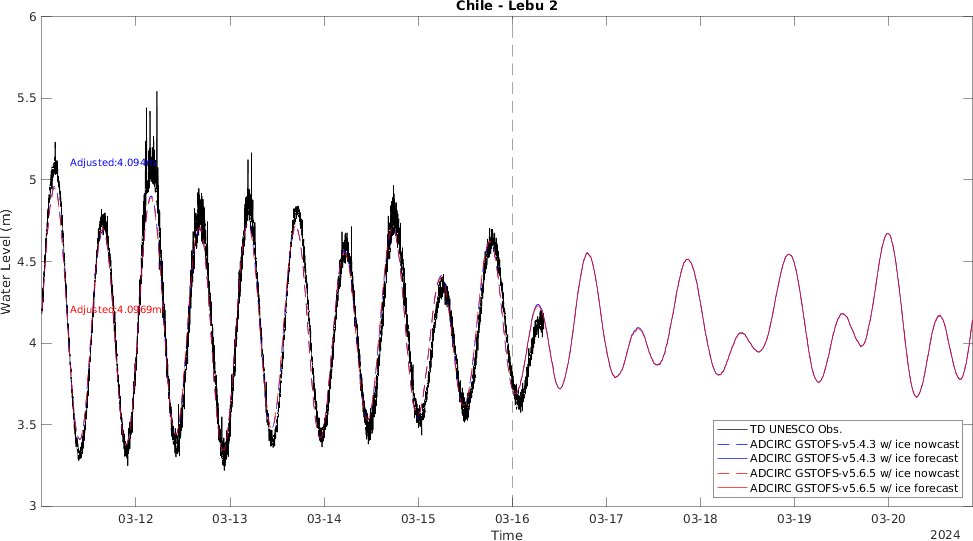 Chile - Lebu 2
6
5.5
5
4.5
4
3.5
3
Water Level (m)
Adjusted:4.094m
Adjusted:4.0969m
TD UNESCO Obs.
ADCIRC GSTOFS-v5.4.3 w/ ice nowcast
ADCIRC GSTOFS-v5.4.3 w/ ice forecast
ADCIRC GSTOFS-v5.6.5 w/ ice nowcast
ADCIRC GSTOFS-v5.6.5 w/ ice forecast
03-12 03-13 03-14 03-15 03-16 03-17 03-18 03-19 03-20
Time
2024